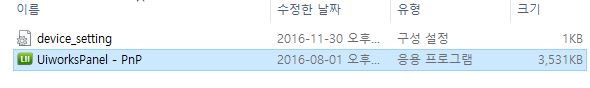 이름 수정한 날짜 유형 크기
device_setting 2016-11-30 오후... 구성 설정 1KB
UiworksPanel - PnP 2016-08-01 오후... 응용 프로그램 3,531KB